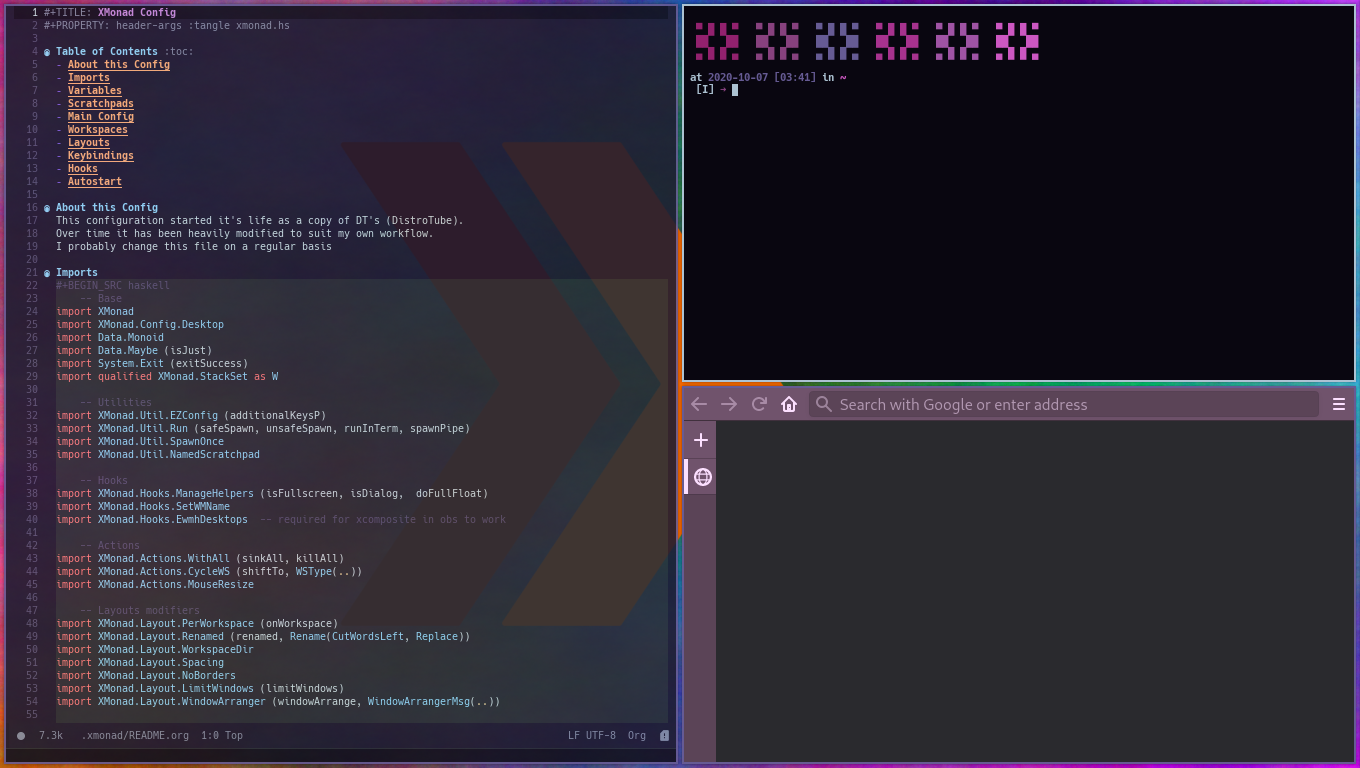 1 #+TITLE: XMonad Config
2 #+PROPERTY: header-args :tangle xmonad.hs
3
4 Table of Contents :toc:
5 - About this Config
6 - Imports
7 - Variables
8 - Scratchpads
9 - Main Config
10 - Workspaces
11 - Layouts
12 - Keybindings
13 - Hooks
14 - Autostart
15
16 About this Config
17 This configuration started it's life as a copy of DT's (DistroTube).
18 Over time it has been heavily modified to suit my own workflow.
19 I probably change this file on a regular basis
20
21 Imports
22 #+BEGIN_SRC haskell
23 -- Base
24 import XMonad
25 import XMonad.Config.Desktop
26 import Data.Monoid
27 import Data.Maybe (isJust)
28 import System.Exit (exitSuccess)
29 import qualified XMonad.StackSet as W
30
31 -- Utilities
32 import XMonad.Util.EZConfig (additionalKeysP)
33 import XMonad.Util.Run (safeSpawn, unsafeSpawn, runInTerm, spawnPipe)
34 import XMonad.Util.SpawnOnce
35 import XMonad.Util.NamedScratchpad
36
37 -- Hooks
38 import XMonad.Hooks.ManageHelpers (isFullscreen, isDialog,  doFullFloat)
39 import XMonad.Hooks.SetWMName
40 import XMonad.Hooks.EwmhDesktops  -- required for xcomposite in obs to work
41
42 -- Actions
43 import XMonad.Actions.WithAll (sinkAll, killAll)
44 import XMonad.Actions.CycleWS (shiftTo, WSType(..))
45 import XMonad.Actions.MouseResize
46
47 -- Layouts modifiers
48 import XMonad.Layout.PerWorkspace (onWorkspace)
49 import XMonad.Layout.Renamed (renamed, Rename(CutWordsLeft, Replace))
50 import XMonad.Layout.WorkspaceDir
51 import XMonad.Layout.Spacing
52 import XMonad.Layout.NoBorders
53 import XMonad.Layout.LimitWindows (limitWindows)
54 import XMonad.Layout.WindowArranger (windowArrange, WindowArrangerMsg(..))
55
7.3k .xmonad/README.org 1:0 Top LF UTF-8 Org
at 2020-10-07 [03:41] in ~
[I] →
Search with Google or enter address